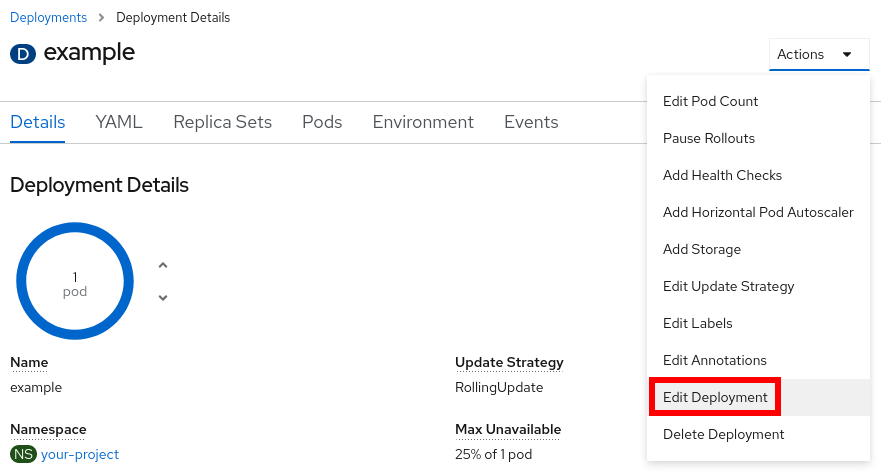 Deployments > Deployment Details
D example
Actions
Details YAML Replica Sets Pods Environment Events
Edit Pod Count
Pause Rollouts
Add Health Checks
Add Horizontal Pod Autoscaler
Add Storage
Edit Update Strategy
Edit Labels
Edit Annotations
Edit Deployment
Delete Deployment
Deployment Details
1
pod
Name
example
Namespace
NS your-project
Update Strategy
RollingUpdate
Max Unavailable
25% of 1 pod